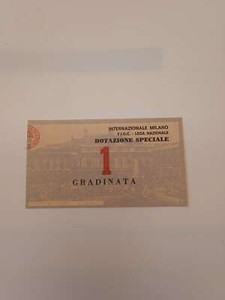 INTERNAZIONALE MILANO
F.I.G.C. - LEGA NAZIONALE
DOTAZIONE SPECIALE
1
GRADINATA